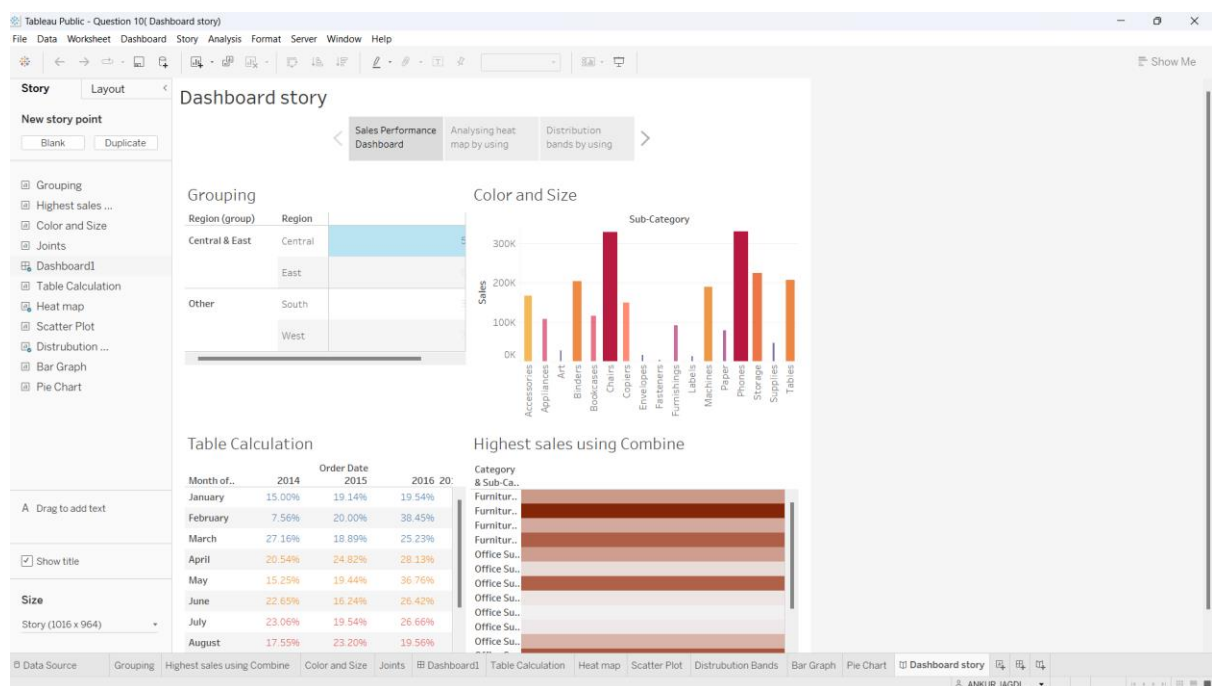 Tableau Public - Question 10( Dashboard story)
File Data Worksheet Dashboard Story Analysis Format Server Window Help
Show Me
Story Layout
New story point
Blank Duplicate
Grouping
Highest sales ...
Color and Size
Joints
Dashboard1
Table Calculation
Heat map
Scatter Plot
Distrubution ...
Bar Graph
Pie Chart
A Drag to add text
Show title
Size
Story (1016 x 964)
Dashboard story
Sales Performance
Dashboard
Analysing heat
map by using
Distribution
bands by using
Grouping
Region (group) Region
Central & East Central
East
Other South
West
Color and Size
Sub-Category
Sales
300K
200K
100K
0K
Accessories
Appliances
Art
Binders
Bookcases
Chairs
Copiers
Envelopes
Fasteners
Furnishings
Labels
Machines
Paper
Phones
Storage
Supplies
Tables
Table Calculation
Order Date
Month of.. 2014 2015 2016 20:
January 15.00% 19.14% 19.54%
February 7.56% 20.00% 38.45%
March 27.16% 18.89% 25.23%
April 20.54% 24.82% 28.13%
May 15.25% 19.44% 36.76%
June 22.65% 16.24% 26.42%
July 23.06% 19.54% 26.66%
August 17.55% 23.20% 19.56%
Highest sales using Combine
Category
& Sub-Ca..
Furnitur..
Furnitur..
Furnitur..
Furnitur..
Office Su..
Office Su..
Office Su..
Office Su..
Office Su..
Office Su..
Office Su..
Data Source Grouping Highest sales using Combine Color and Size Joints Dashboard1 Table Calculation Heat map Scatter Plot Distrubution Bands Bar Graph Pie Chart Dashboard story
ANKUR JAGDI